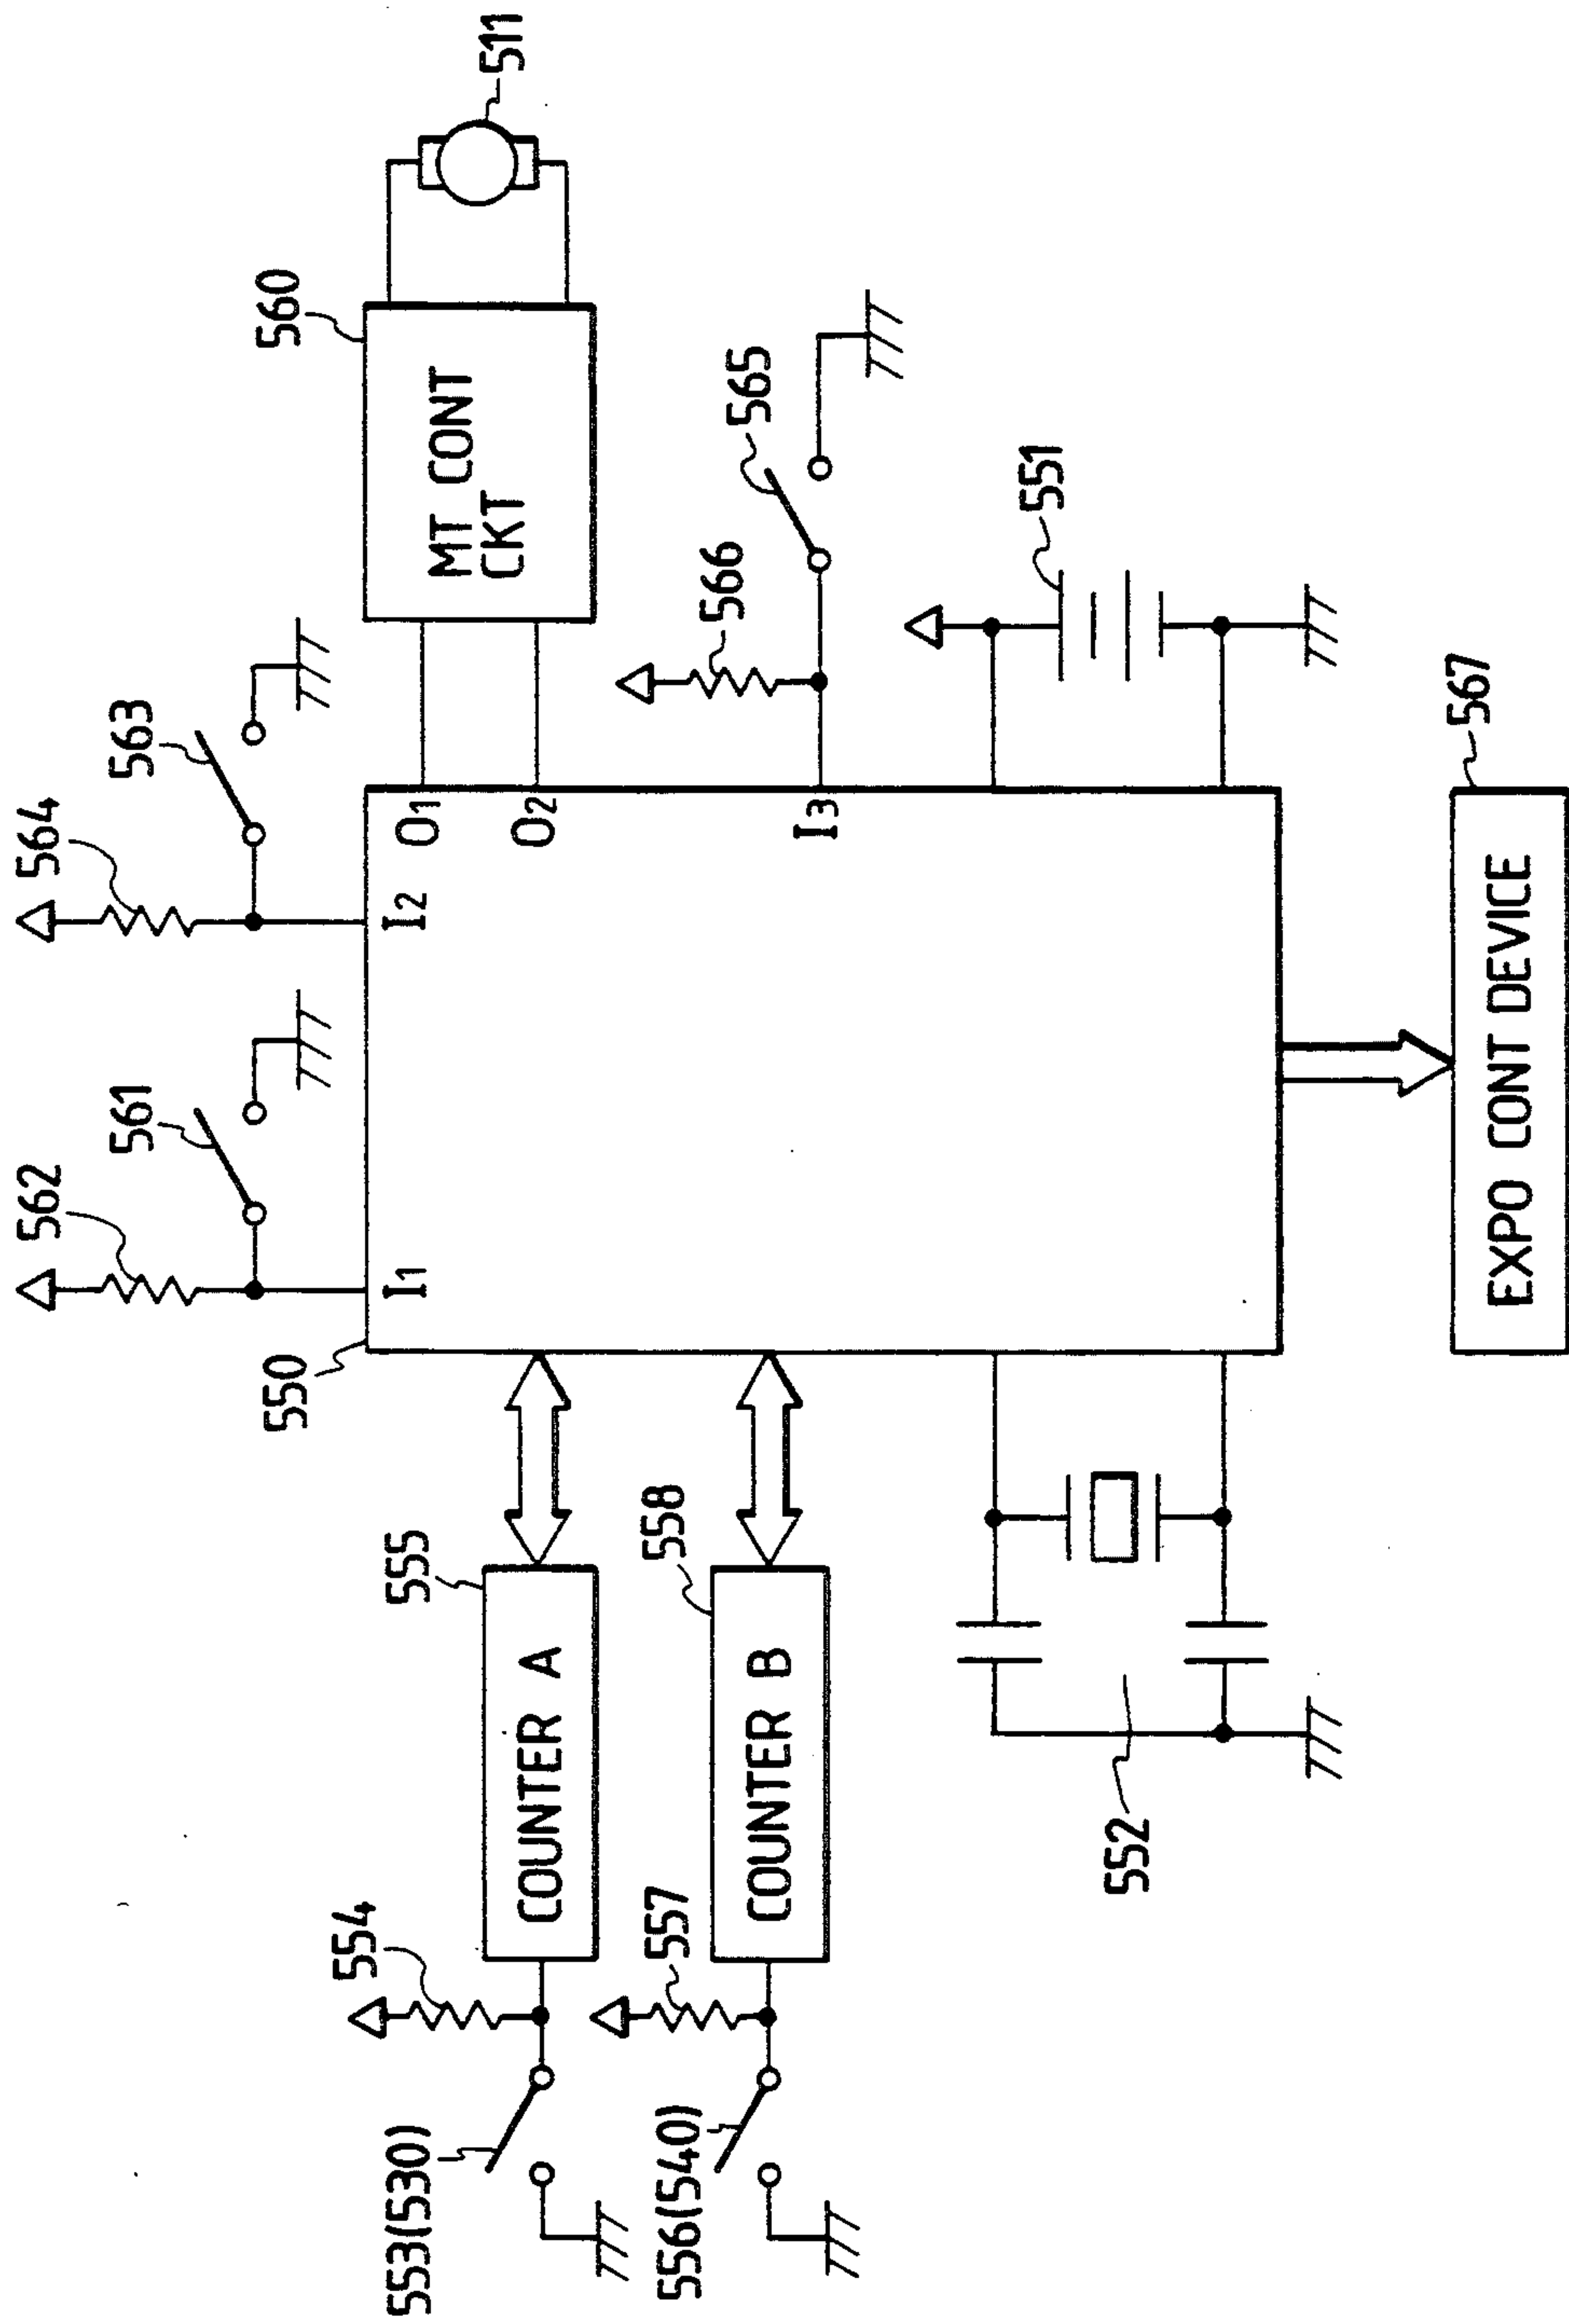 562
564
561
563
560
511
550
I1
I2
O1
O2
MT CONT
CKT
554
555
553(530)
COUNTER A
I3
566
565
557
558
556(540)
COUNTER B
551
552
567
EXPO CONT DEVICE